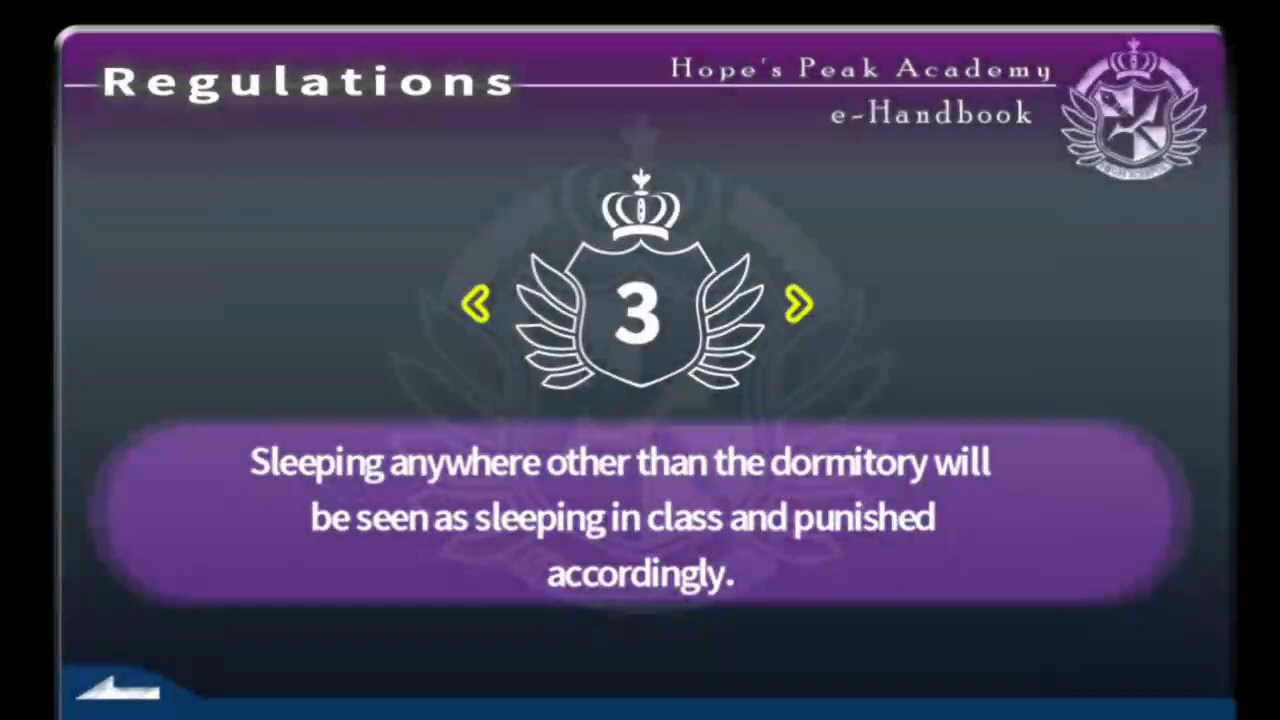 Regulations
Hope's Peak Academy
e-Handbook
3
Sleeping anywhere other than the dormitory will
be seen as sleeping in class and punished
accordingly.